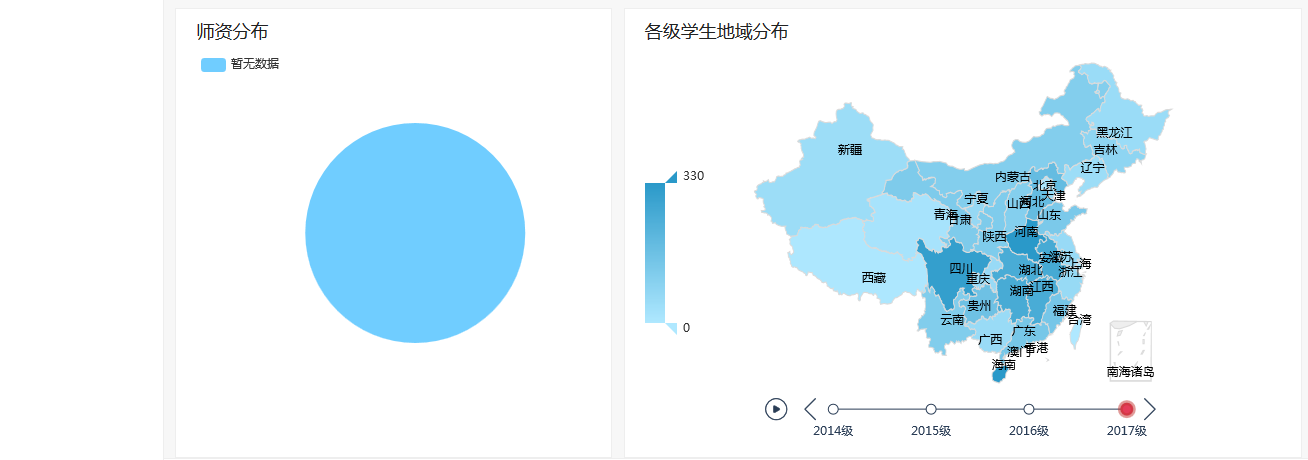 师资分布
暂无数据
各级学生地域分布
330
0
黑龙江
吉林
辽宁
新疆
内蒙古
北京
天津
宁夏
山西
河北
青海
甘肃
山东
陕西
河南
四川
重庆
湖北
安徽
江苏
上海
浙江
西藏
湖南
江西
贵州
云南
福建
台湾
广西
广东
澳门
香港
海南
南海诸岛
2014级
2015级
2016级
2017级